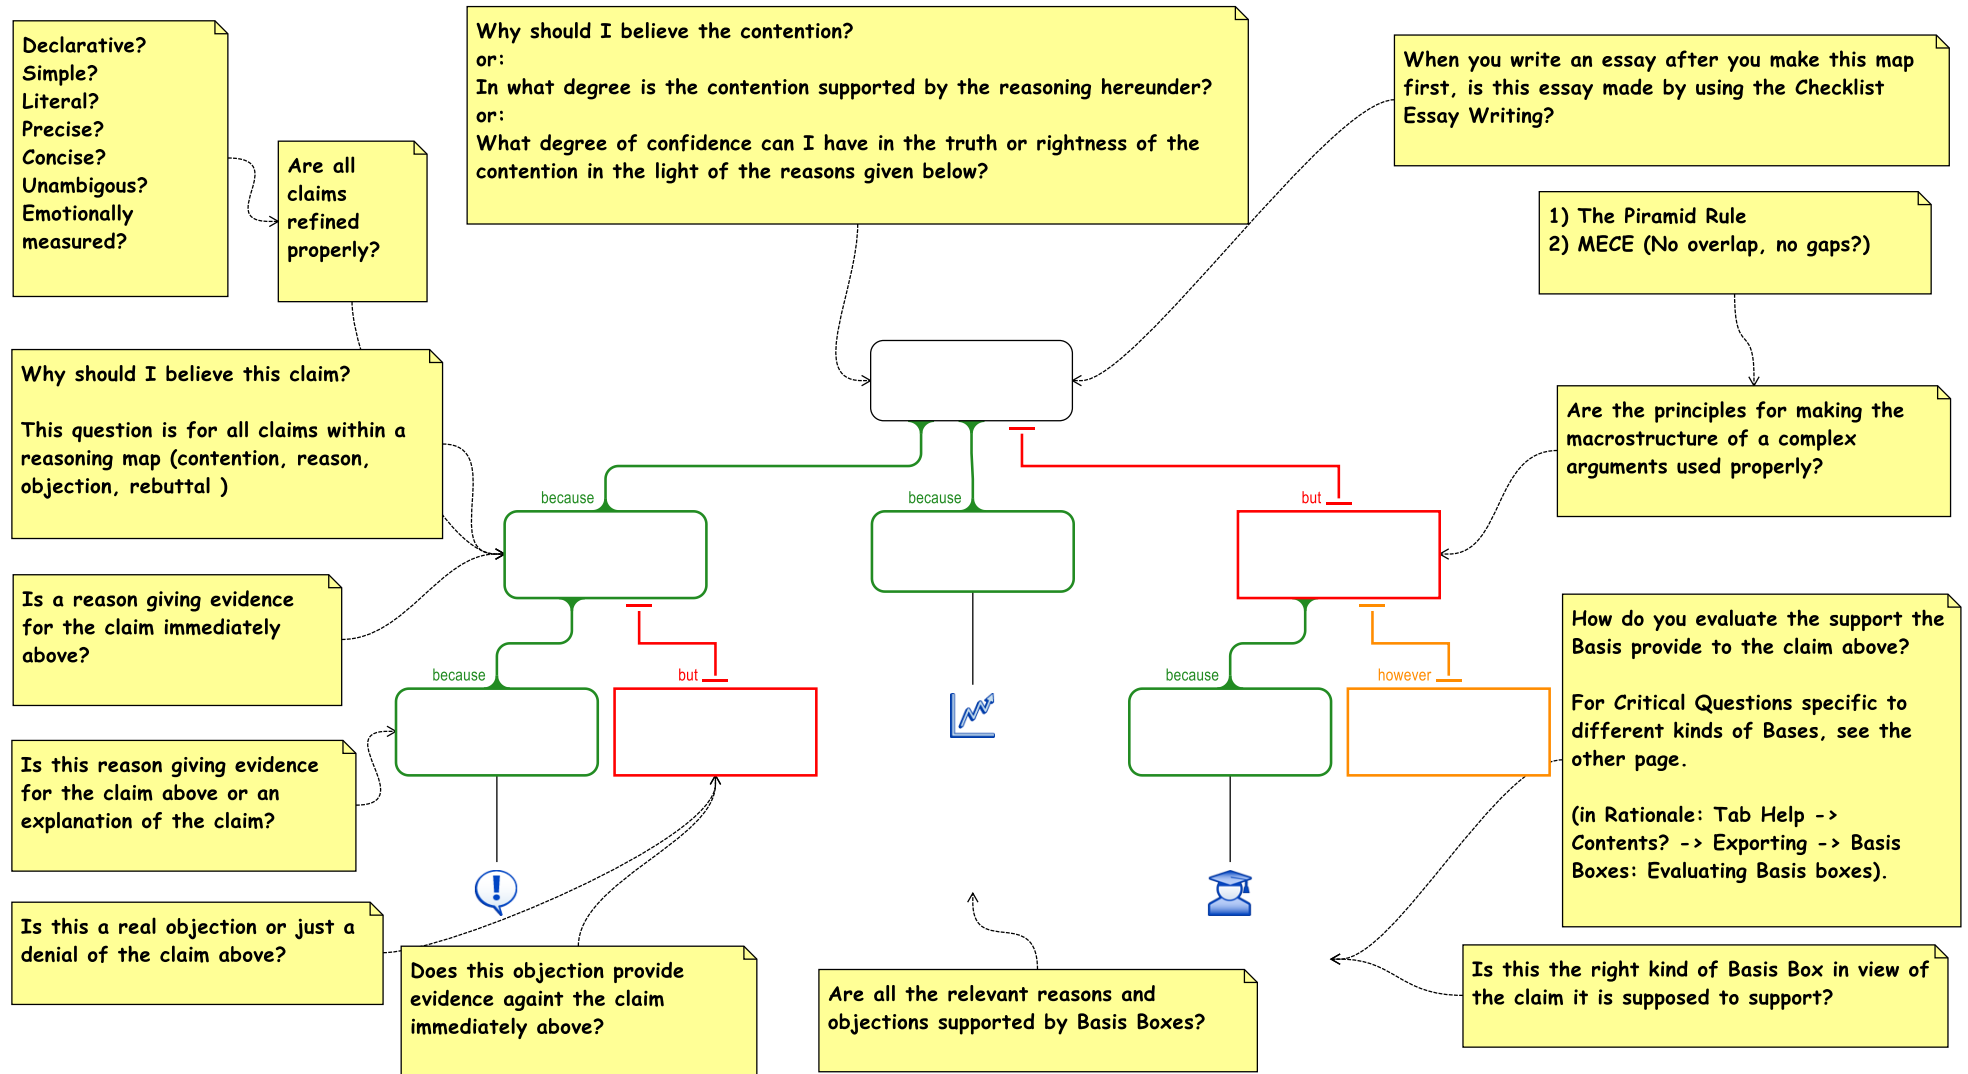 Declarative?
Simple?
Literal?
Precise?
Concise?
Unambigous?
Emotionally
measured?
Are all
claims
refined
properly?
Why should I believe the contention?
or:
In what degree is the contention supported by the reasoning hereunder?
or:
What degree of confidence can I have in the truth or rightness of the
contention in the light of the reasons given below?
When you write an essay after you make this map
first, is this essay made by using the Checklist
Essay Writing?
1) The Piramid Rule
2) MECE (No overlap, no gaps?)
Why should I believe this claim?
This question is for all claims within a
reasoning map (contention, reason,
objection, rebuttal )
Are the principles for making the
macrostructure of a complex
arguments used properly?
because
because
but
Is a reason giving evidence
for the claim immediately
above?
How do you evaluate the support the
Basis provide to the claim above?
For Critical Questions specific to
different kinds of Bases, see the
other page.
(in Rationale: Tab Help ->
Contents? -> Exporting -> Basis
Boxes: Evaluating Basis boxes).
because
but
because
however
Is this reason giving evidence
for the claim above or an
explanation of the claim?
Is this a real objection or just a
denial of the claim above?
Does this objection provide
evidence againt the claim
immediately above?
Are all the relevant reasons and
objections supported by Basis Boxes?
Is this the right kind of Basis Box in view of
the claim it is supposed to support?